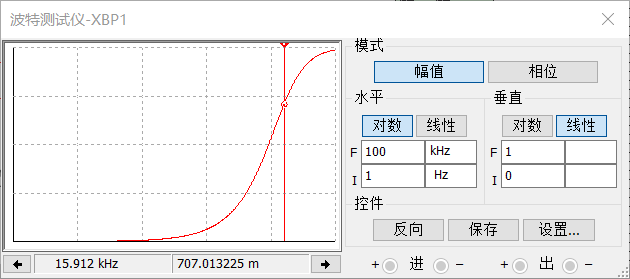 波特测试仪-XBP1
模式
幅值 相位
水平 垂直
对数 线性 对数 线性
F 100 kHz F 1
I 1 Hz I 0
控件
反向 保存 设置...
15.912 kHz 707.013225 m
+ 进 − + 出 −